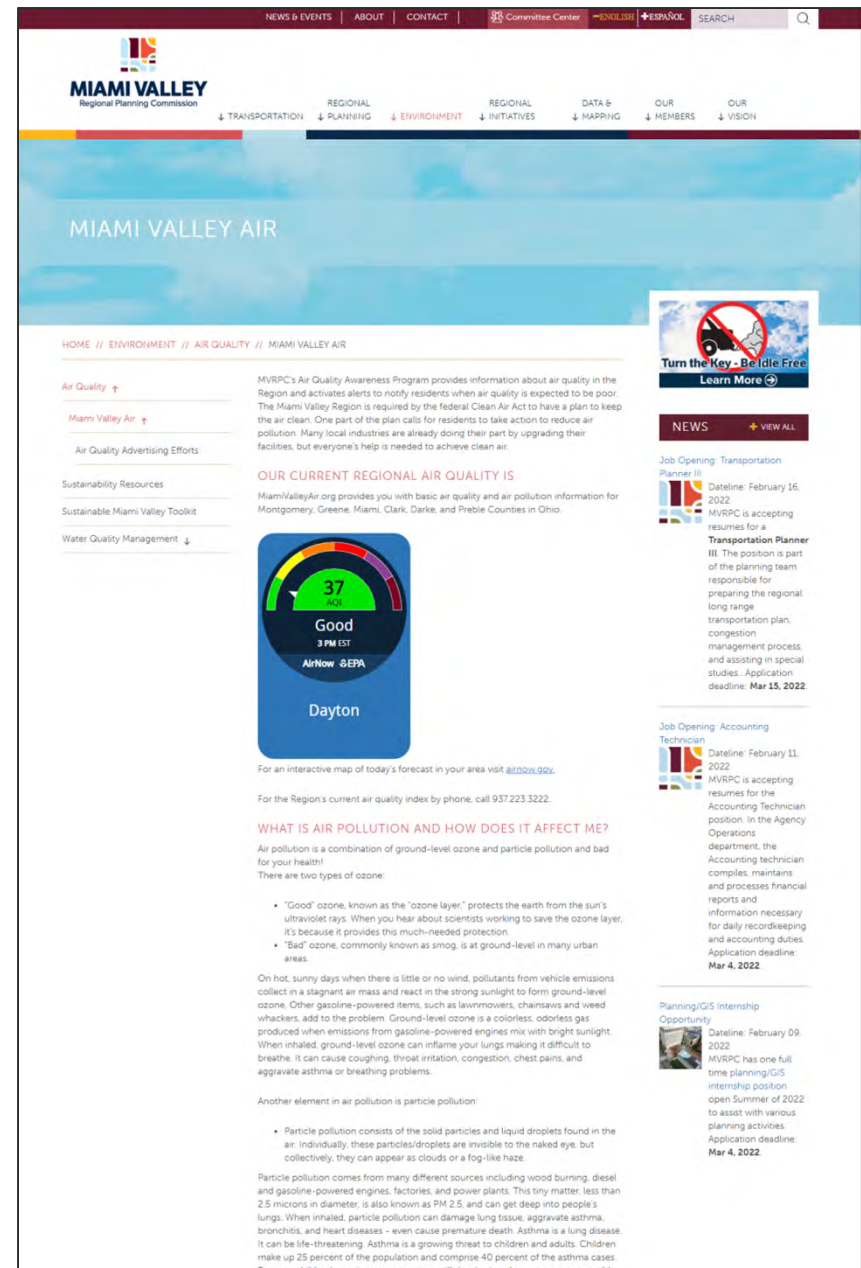 NEWS & EVENTS | ABOUT | CONTACT | Committee Center ENGLISH ESPAÑOL SEARCH
MIAMI VALLEY
Regional Planning Commission
↓ TRANSPORTATION
REGIONAL
↓ PLANNING
↓ ENVIRONMENT
REGIONAL
↓ INITIATIVES
DATA &
↓ MAPPING
OUR
↓ MEMBERS
OUR
↓ VISION
MIAMI VALLEY AIR
HOME // ENVIRONMENT // AIR QUALITY // MIAMI VALLEY AIR
Air Quality ↑
Miami Valley Air ↑
Air Quality Advertising Efforts
Sustainability Resources
Sustainable Miami Valley Toolkit
Water Quality Management ↓
MVRPC's Air Quality Awareness Program provides information about air quality in the
Region and activates alerts to notify residents when air quality is expected to be poor.
The Miami Valley Region is required by the federal Clean Air Act to have a plan to keep
the air clean. One part of the plan calls for residents to take action to reduce air
pollution. Many local industries are already doing their part by upgrading their
facilities, but everyone's help is needed to achieve clean air.
OUR CURRENT REGIONAL AIR QUALITY IS
MiamiValleyAir.org provides you with basic air quality and air pollution information for
Montgomery, Greene, Miami, Clark, Darke, and Preble Counties in Ohio.
37
AQI
Good
3 PM EST
AirNow EPA
Dayton
For an interactive map of today's forecast in your area visit airnow.gov.
For the Region's current air quality index by phone, call 937.223.3222.
WHAT IS AIR POLLUTION AND HOW DOES IT AFFECT ME?
Air pollution is a combination of ground-level ozone and particle pollution and bad
for your health!
There are two types of ozone:
• "Good" ozone, known as the "ozone layer," protects the earth from the sun's
ultraviolet rays. When you hear about scientists working to save the ozone layer,
it's because it provides this much-needed protection.
• "Bad" ozone, commonly known as smog, is at ground-level in many urban
areas.
On hot, sunny days when there is little or no wind, pollutants from vehicle emissions
collect in a stagnant air mass and react in the strong sunlight to form ground-level
ozone. Other gasoline-powered items, such as lawnmowers, chainsaws and weed
whackers, add to the problem. Ground-level ozone is a colorless, odorless gas
produced when emissions from gasoline-powered engines mix with bright sunlight.
When inhaled, ground-level ozone can inflame your lungs making it difficult to
breathe. It can cause coughing, throat irritation, congestion, chest pains, and
aggravate asthma or breathing problems.
Another element in air pollution is particle pollution:
• Particle pollution consists of the solid particles and liquid droplets found in the
air. Individually, these particles/droplets are invisible to the naked eye, but
collectively, they can appear as clouds or a fog-like haze.
Particle pollution comes from many different sources including wood burning, diesel
and gasoline-powered engines, factories, and power plants. This tiny matter, less than
2.5 microns in diameter, is also known as PM 2.5, and can get deep into people's
lungs. When inhaled, particle pollution can damage lung tissue, aggravate asthma,
bronchitis, and heart diseases - even cause premature death. Asthma is a lung disease.
It can be life-threatening. Asthma is a growing threat to children and adults. Children
make up 25 percent of the population and comprise 40 percent of the asthma cases.
Turn the Key - Be Idle Free
Learn More
NEWS + VIEW ALL
Job Opening: Transportation
Planner III
Dateline: February 16,
2022
MVRPC is accepting
resumes for a
Transportation Planner
III. The position is part
of the planning team
responsible for
preparing the regional
long range
transportation plan,
congestion
management process,
and assisting in special
studies.. Application
deadline: Mar 15, 2022.
Job Opening: Accounting
Technician
Dateline: February 11,
2022
MVRPC is accepting
resumes for the
Accounting Technician
position. In the Agency
Operations
department, the
Accounting technician
compiles, maintains
and processes financial
reports and
information necessary
for daily recordkeeping
and accounting duties.
Application deadline:
Mar 4, 2022.
Planning/GIS Internship
Opportunity
Dateline: February 09,
2022
MVRPC has one full
time planning/GIS
internship position
open Summer of 2022
to assist with various
planning activities.
Application deadline:
Mar 4, 2022.